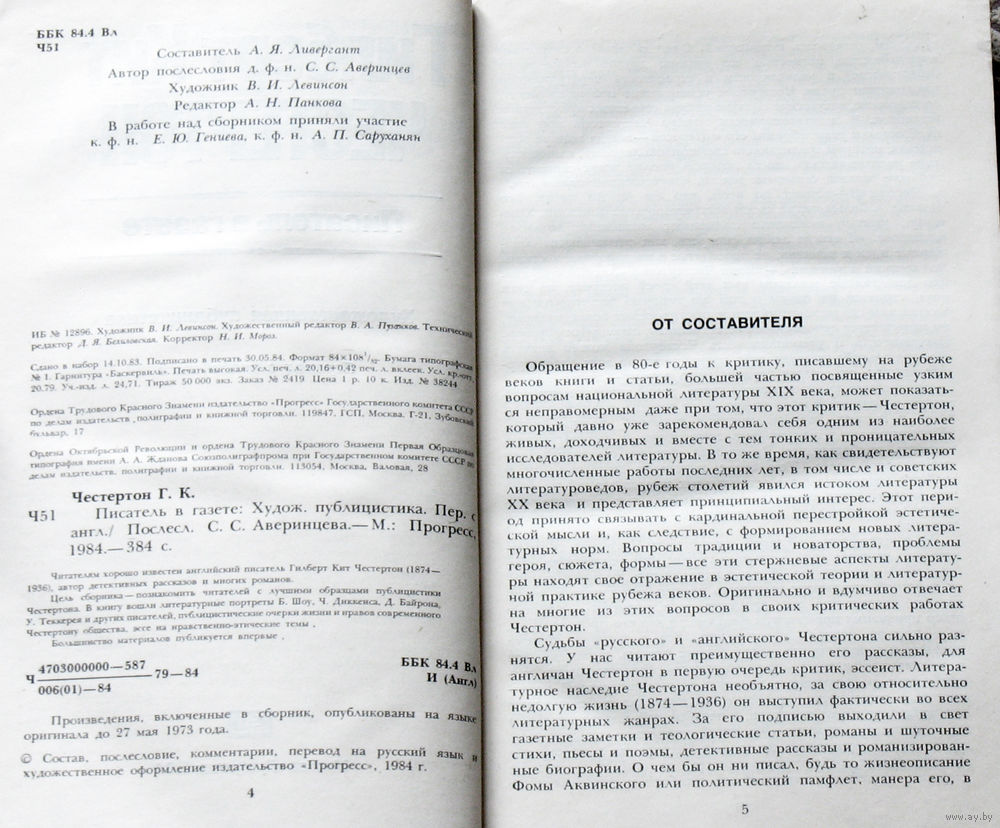 ББК 84.4 Вл
Ч51
Составитель А. Я. Ливергант
Автор послесловия д. ф. н. С. С. Аверинцев
Художник В. И. Левинсон
Редактор А. Н. Панкова
В работе над сборником приняли участие
к. ф. н. Е. Ю. Гениева, к. ф. н. А. П. Саруханян
ИБ № 12896. Художник В. И. Левинсон. Художественный редактор В. А. Пузанков. Технический
редактор Д. Я. Белиловская. Корректор Н. И. Мороз.
Сдано в набор 14.10.83. Подписано в печать 30.05.84. Формат 84×108¹/₃₂. Бумага типографская
№ 1. Гарнитура «Баскервиль». Печать высокая. Усл. печ. л. 20,16+0,42 печ. л. вклеек. Усл. кр.-отт.
20.79. Уч.-изд. л. 24,71. Тираж 50 000 экз. Заказ № 2419 Цена 1 р. 10 к. Изд. № 38244
Ордена Трудового Красного Знамени издательство «Прогресс» Государственного комитета СССР
по делам издательств, полиграфии и книжной торговли. 119847, ГСП, Москва, Г-21, Зубовский
бульвар, 17
Ордена Октябрьской Революции и ордена Трудового Красного Знамени Первая Образцовая
типография имени А. А. Жданова Союзполиграфпрома при Государственном комитете СССР по
делам издательств, полиграфии и книжной торговли. 113054, Москва, Валовая, 28
Честертон Г. К.
Ч51 Писатель в газете: Худож. публицистика. Пер. с
англ./ Послесл. С. С. Аверинцева.— М.: Прогресс,
1984.— 384 с.
Читателям хорошо известен английский писатель Гилберт Кит Честертон (1874—
1936), автор детективных рассказов и многих романов.
Цель сборника — познакомить читателей с лучшими образцами публицистики
Честертона. В книгу вошли литературные портреты Б. Шоу, Ч. Диккенса, Д. Байрона,
У. Теккерея и других писателей, публицистические очерки жизни и нравов современного
Честертону общества, эссе на нравственно-этические темы.
Большинство материалов публикуется впервые.
Ч 4703000000—587
006(01)—84
79—84
ББК 84.4 Вл
И (Англ)
Произведения, включенные в сборник, опубликованы на языке
оригинала до 27 мая 1973 года.
© Состав, послесловие, комментарии, перевод на русский язык и
художественное оформление издательство «Прогресс», 1984 г.
4
ОТ СОСТАВИТЕЛЯ
Обращение в 80-е годы к критику, писавшему на рубеже
веков книги и статьи, большей частью посвященные узким
вопросам национальной литературы XIX века, может показать-
ся неправомерным даже при том, что этот критик — Честертон,
который давно уже зарекомендовал себя одним из наиболее
живых, доходчивых и вместе с тем тонких и проницательных
исследователей литературы. В то же время, как свидетельствуют
многочисленные работы последних лет, в том числе и советских
литературоведов, рубеж столетий явился истоком литературы
XX века и представляет принципиальный интерес. Этот пери-
од принято связывать с кардинальной перестройкой эстетиче-
ской мысли и, как следствие, с формированием новых литера-
турных норм. Вопросы традиции и новаторства, проблемы
героя, сюжета, формы — все эти стержневые аспекты литерату-
ры находят свое отражение в эстетической теории и литератур-
ной практике рубежа веков. Оригинально и вдумчиво отвечает
на многие из этих вопросов в своих критических работах
Честертон.
Судьбы «русского» и «английского» Честертона сильно раз-
нятся. У нас читают преимущественно его рассказы, для
англичан Честертон в первую очередь критик, эссеист. Литера-
турное наследие Честертона необъятно, за свою относительно
недолгую жизнь (1874—1936) он выступил фактически во всех
литературных жанрах. За его подписью выходили в свет
газетные заметки и теологические статьи, романы и шуточные
стихи, пьесы и поэмы, детективные рассказы и романизирован-
ные биографии. О чем бы он ни писал, будь то жизнеописание
Фомы Аквинского или политический памфлет, манера его, в
5
www.ay.by